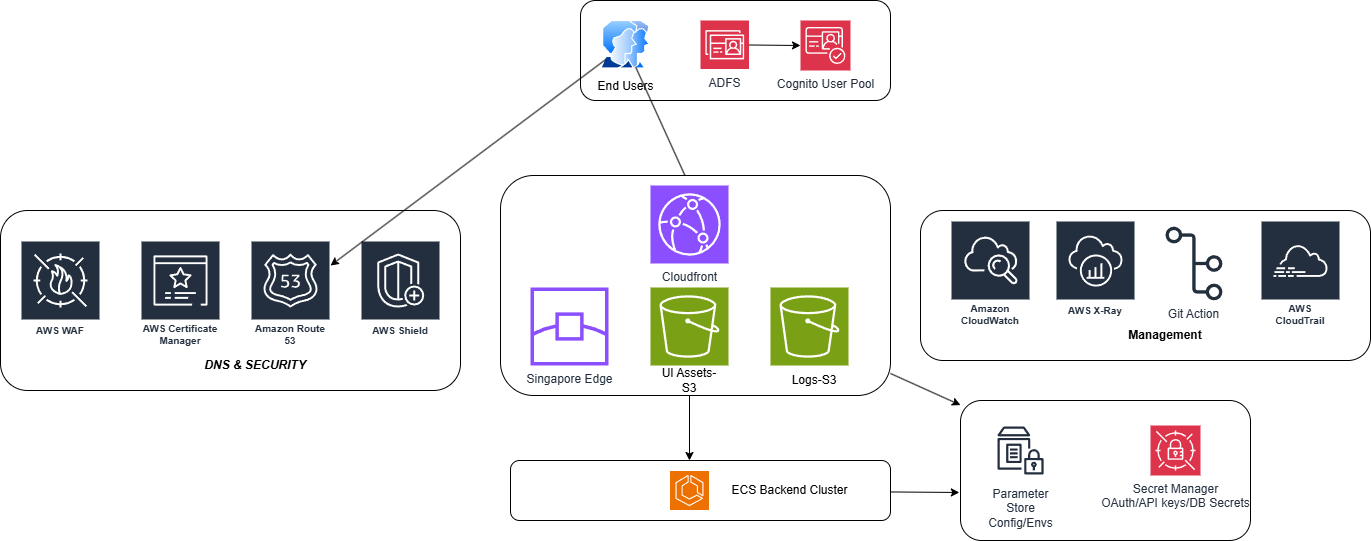 End Users
ADFS
Cognito User Pool
Cloudfront
Singapore Edge
UI Assets-
S3
Logs-S3
AWS WAF
AWS Certificate
Manager
53
Amazon Route
53
AWS Shield
DNS & SECURITY
Amazon
CloudWatch
AWS X-Ray
Git Action
AWS
CloudTrail
Management
ECS Backend Cluster
Parameter
Store
Config/Envs
Secret Manager
OAuth/API keys/DB Secrets